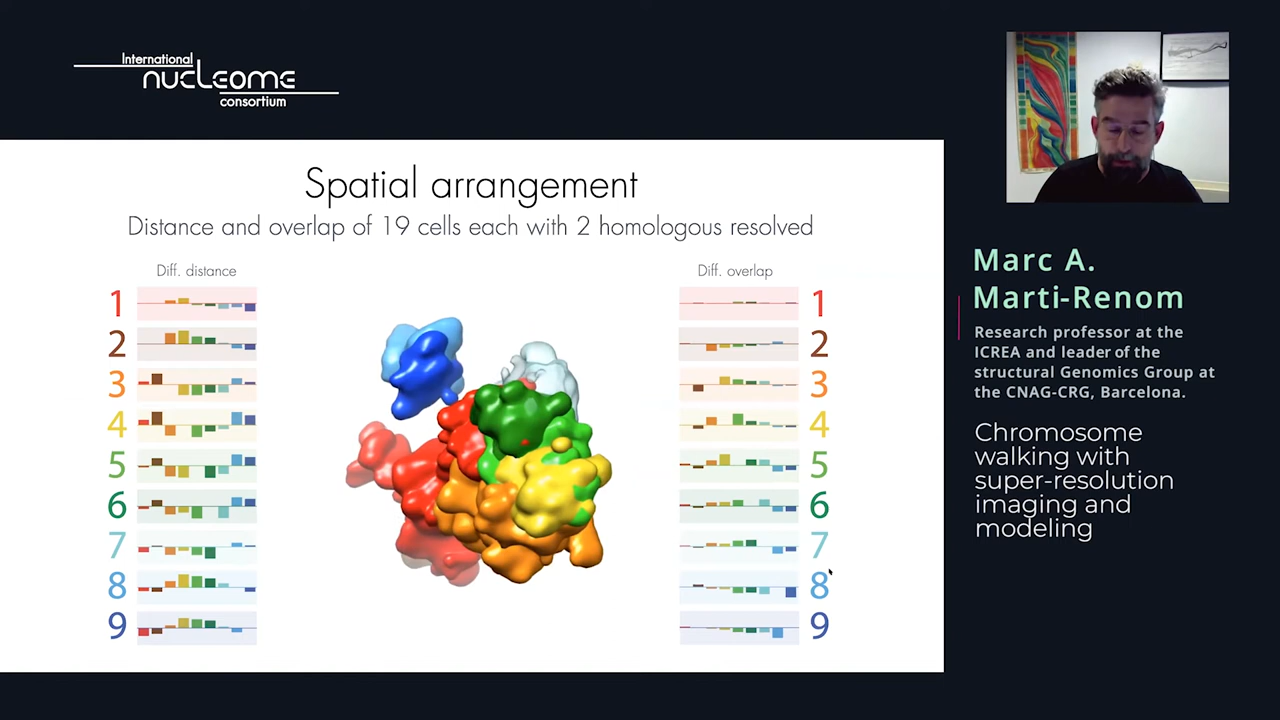 International
nucleome
consortium
Spatial arrangement
Distance and overlap of 19 cells each with 2 homologous resolved
Diff. distance
Diff. overlap
1
1
2
2
3
3
4
4
5
5
6
6
7
7
8
8
9
9
Marc A.
Marti-Renom
Research professor at the
ICREA and leader of the
structural Genomics Group at
the CNAG-CRG, Barcelona.
Chromosome
walking with
super-resolution
imaging and
modeling